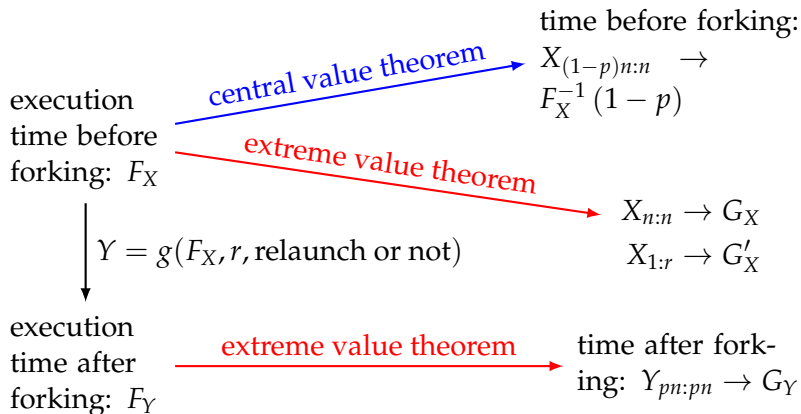 time before forking:
X_{(1−p)n:n} →
F_X^{−1} (1 − p)
central value theorem
execution
time before
forking: F_X
extreme value theorem
X_{n:n} → G_X
X_{1:r} → G′_X
Y = g(F_X, r, relaunch or not)
execution
time after
forking: F_Y
extreme value theorem
time after fork-
ing: Y_{pn:pn} → G_Y